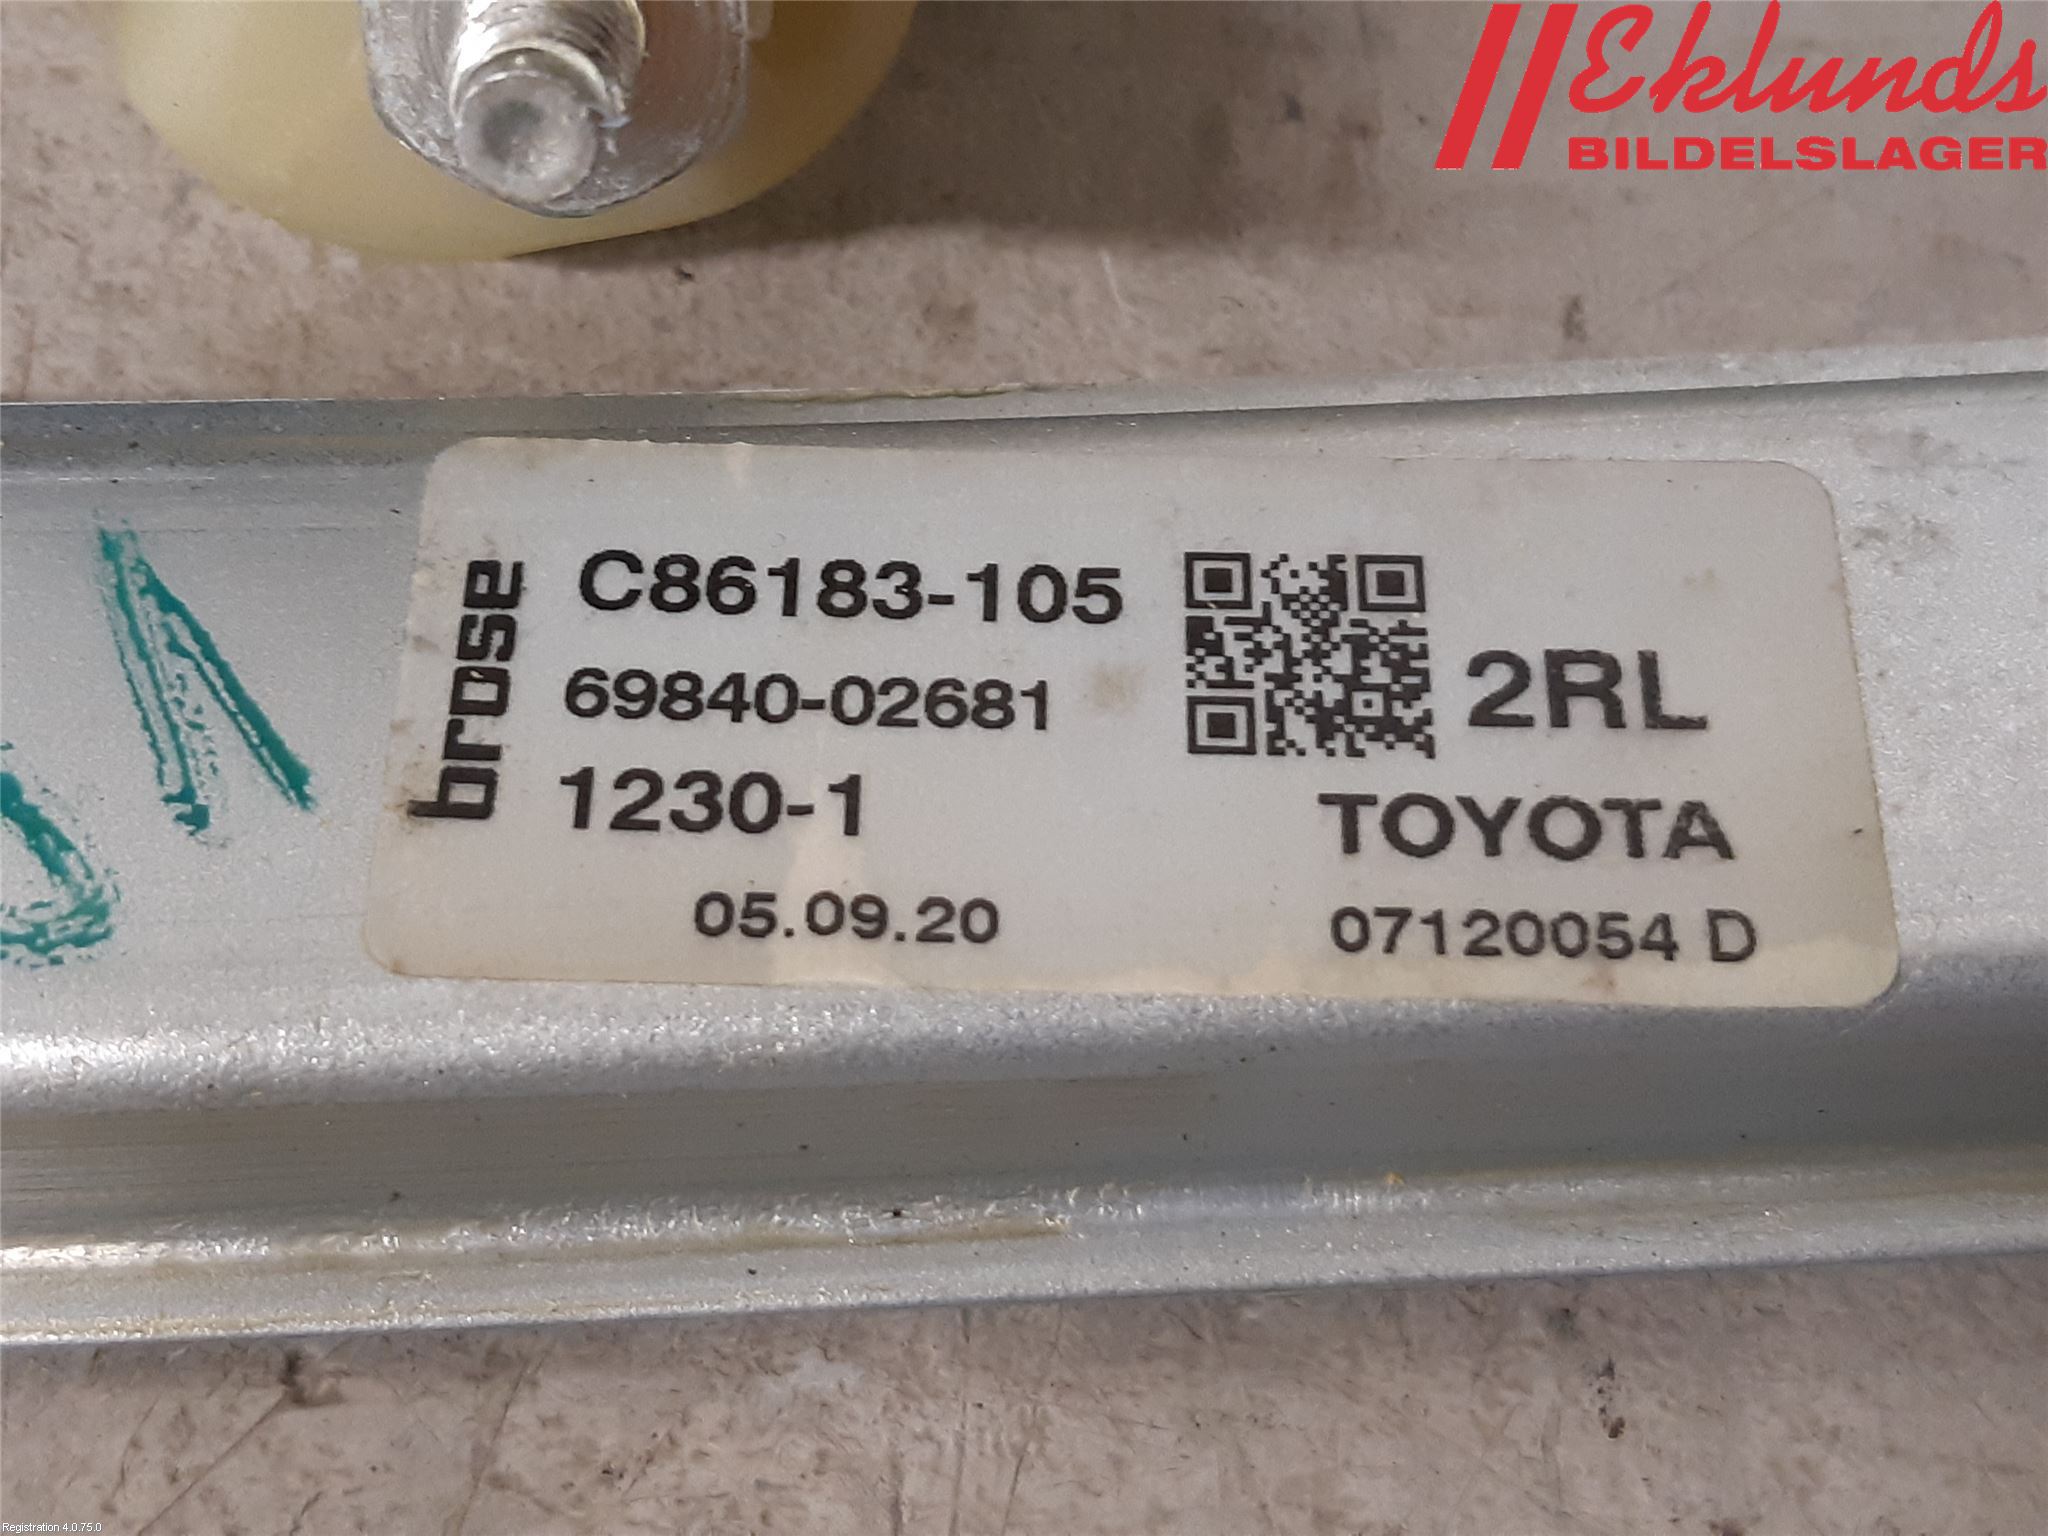 Eklunds
BILDELSLAGER
brose
C86183-105
69840-02681
1230-1
05.09.20
2RL
TOYOTA
07120054 D
Registration 4.0.75.0